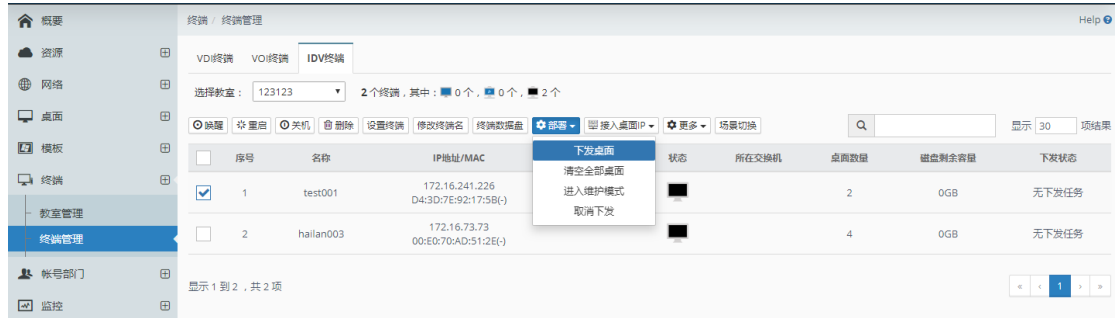 概要
资源
网络
桌面
模板
终端
教室管理
终端管理
帐号部门
监控
终端 / 终端管理
Help
VDI终端 VOI终端 IDV终端
选择教室： 123123 2 个终端，其中： 0 个， 0 个， 2 个
唤醒 重启 关机 删除 设置终端 修改终端名 终端数据盘 部署 接入桌面IP 更多 场景切换 显示 30 项结果
下发桌面
清空全部桌面
进入维护模式
取消下发
序号 名称 IP地址/MAC 状态 所在交换机 桌面数量 磁盘剩余容量 下发状态
1 test001 172.16.241.226 2 0GB 无下发任务
D4:3D:7E:92:17:5B(-)
2 hailan003 172.16.73.73 4 0GB 无下发任务
00:E0:70:AD:51:2E(-)
显示 1 到 2 ，共 2 项
« ‹ 1 › »